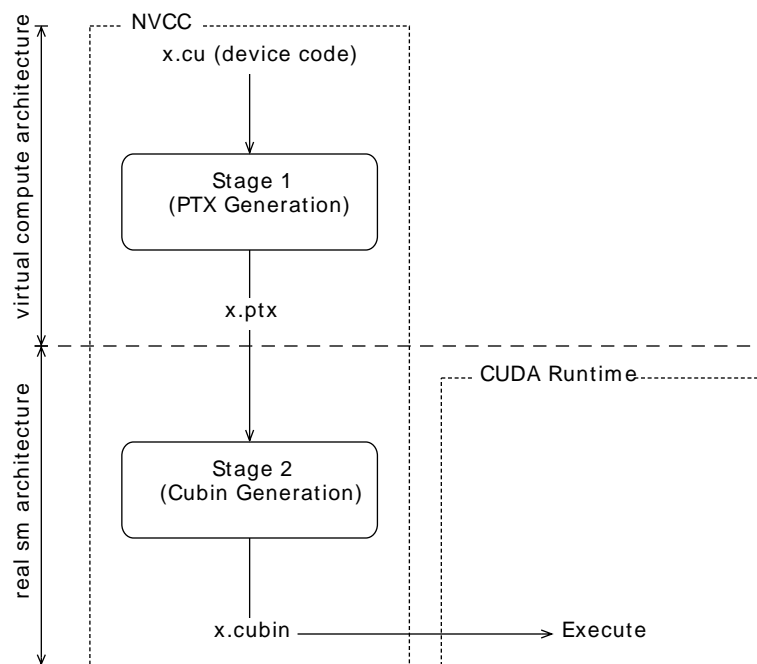 NVCC
x.cu (device code)
virtual compute architecture
Stage 1
(PTX Generation)
x.ptx
CUDA Runtime
real sm architecture
Stage 2
(Cubin Generation)
x.cubin
Execute